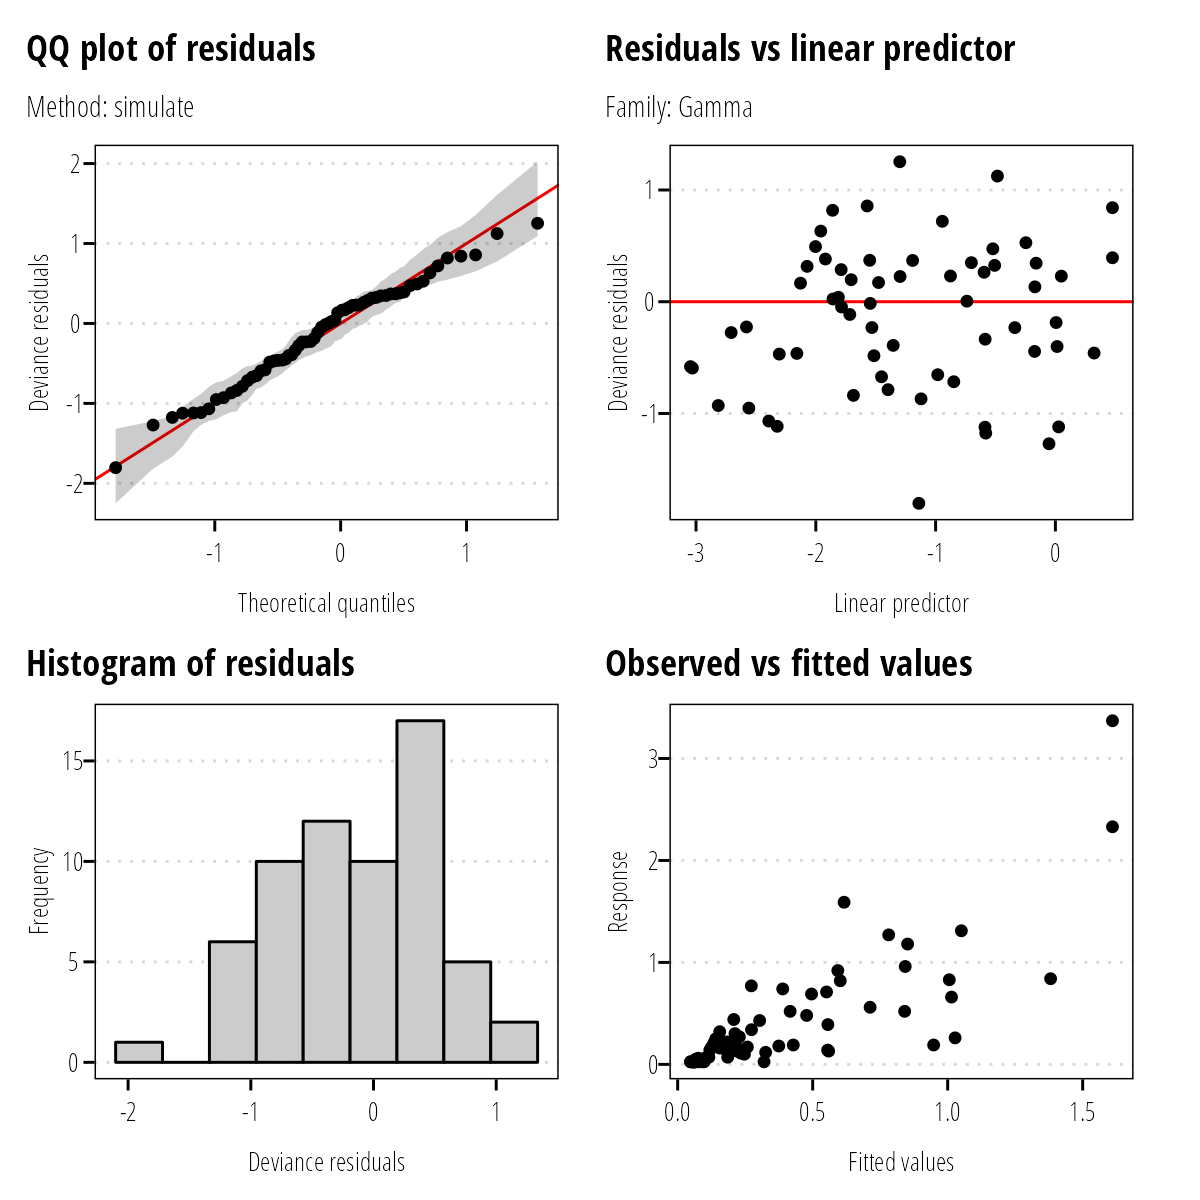 QQ plot of residuals
Method: simulate
Deviance residuals
2
1
0
-1
-2
-1
0
1
Theoretical quantiles
Residuals vs linear predictor
Family: Gamma
Deviance residuals
1
0
-1
-3
-2
-1
0
Linear predictor
Histogram of residuals
Frequency
15
10
5
0
-2
-1
0
1
Deviance residuals
Observed vs fitted values
Response
3
2
1
0
0.0
0.5
1.0
1.5
Fitted values